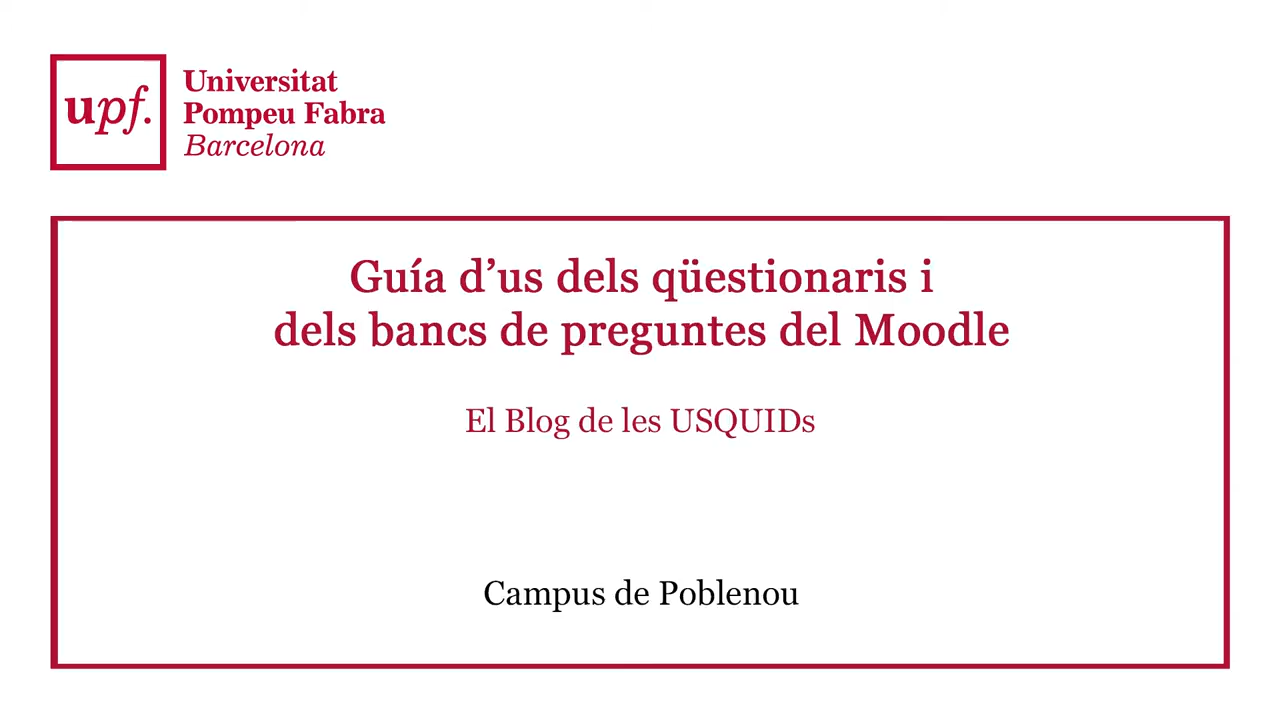 upf.
Universitat
Pompeu Fabra
Barcelona
Guía d’us dels qüestionaris i
dels bancs de preguntes del Moodle
El Blog de les USQUIDs
Campus de Poblenou